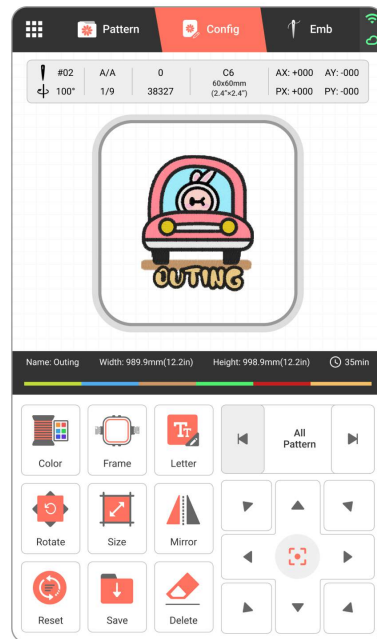 Pattern Config Emb
#02 A/A 0 C6 AX: +000 AY: -000
60x60mm
100° 1/9 38327 (2.4"×2.4") PX: +000 PY: -000
OUTING
Name: Outing Width: 989.9mm(12.2in) Height: 998.9mm(12.2in) 35min
Tt
All
Pattern
Color Frame Letter
Rotate Size Mirror
Reset Save Delete